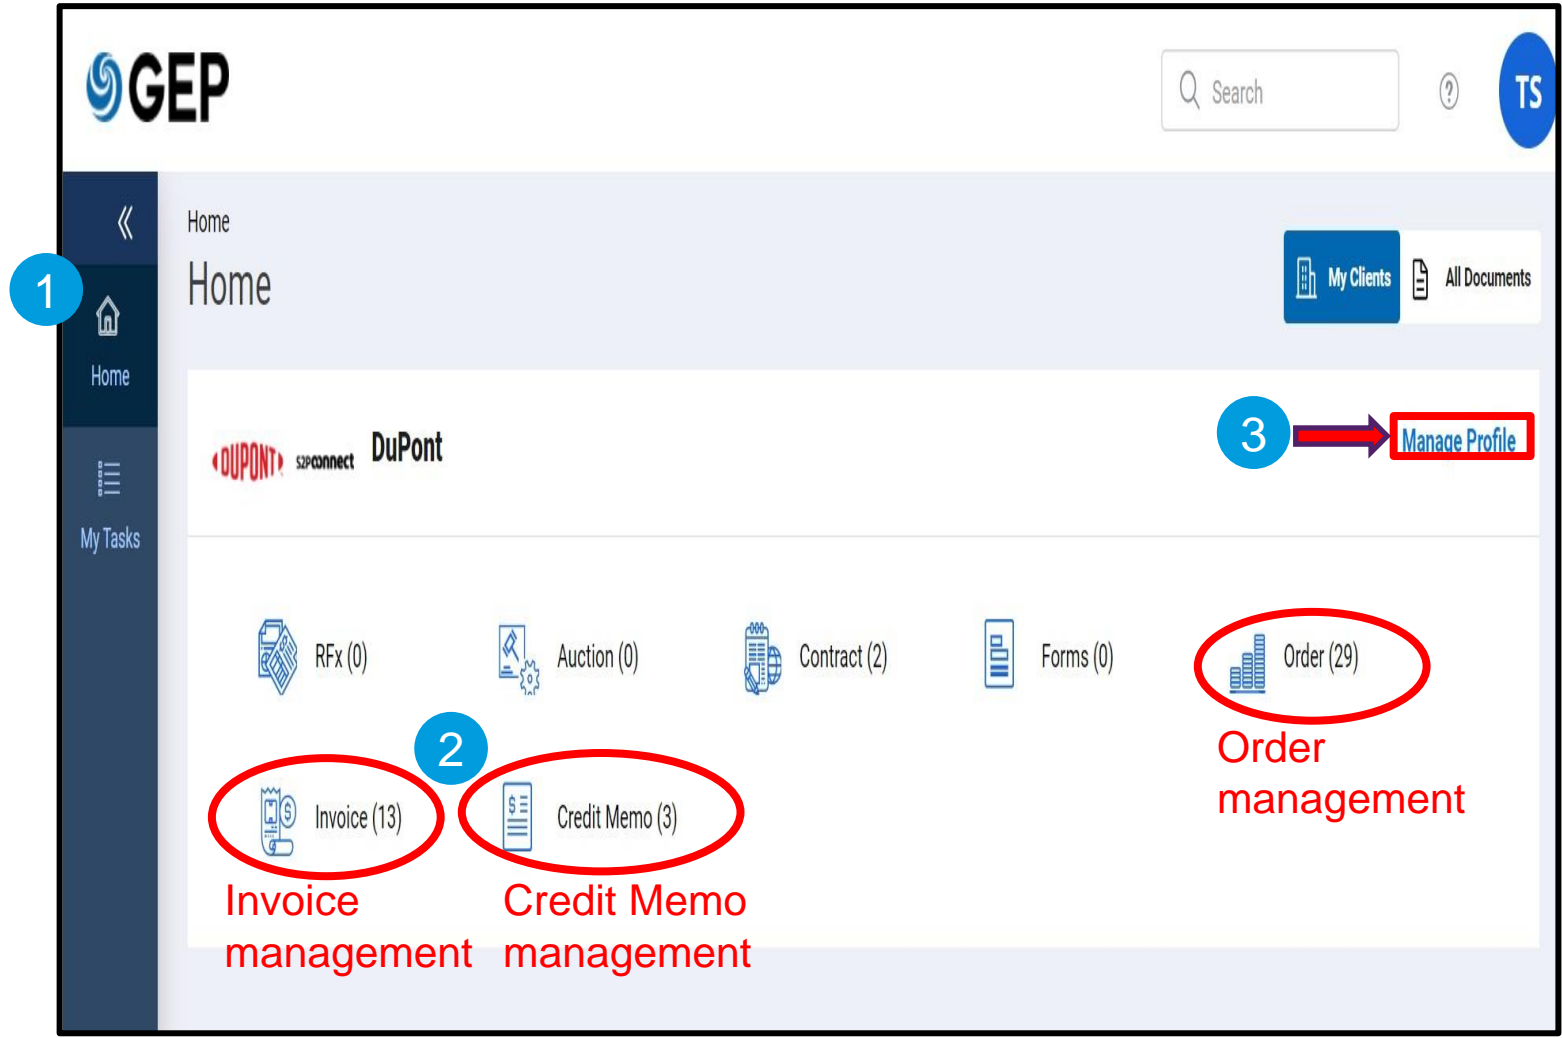 GEP
Search
?
TS
«
Home
1
Home
My Clients
All Documents
Home
DUPONT
S2PCONNECT
DuPont
3
Manage Profile
My Tasks
RFx (0)
Auction (0)
Contract (2)
Forms (0)
Order (29)
2
Order
management
Invoice (13)
$
Credit Memo (3)
$
Invoice
management
Credit Memo
management